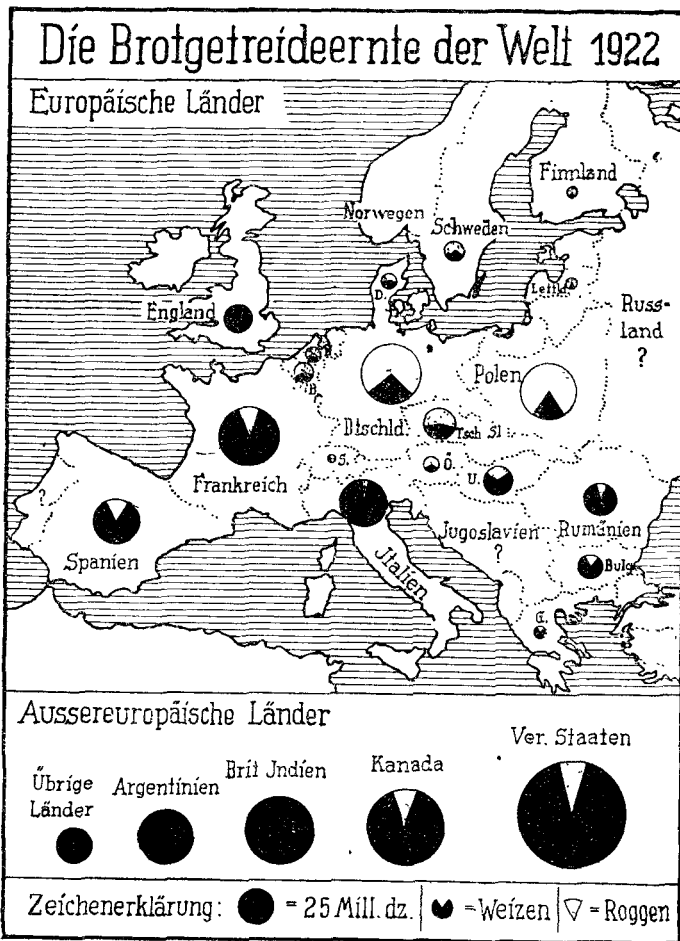 Die Brotgetreideernte der Welt 1922
Europäische Länder
Finnland
Norwegen
Schweden
D.
Lettld.
England
Russ-
land
?
H.
B.
Polen
Dtschld.
Tsch. Sl.
S.
Ö.
U.
Frankreich
?
Spanien
Italien
Jugoslavien
?
Rumänien
Bulg.
G.
Aussereuropäische Länder
Übrige
Länder
Argentinien
Brit Jndien
Kanada
Ver. Staaten
Zeichenerklärung: = 25 Mill. dz. = Weizen = Roggen